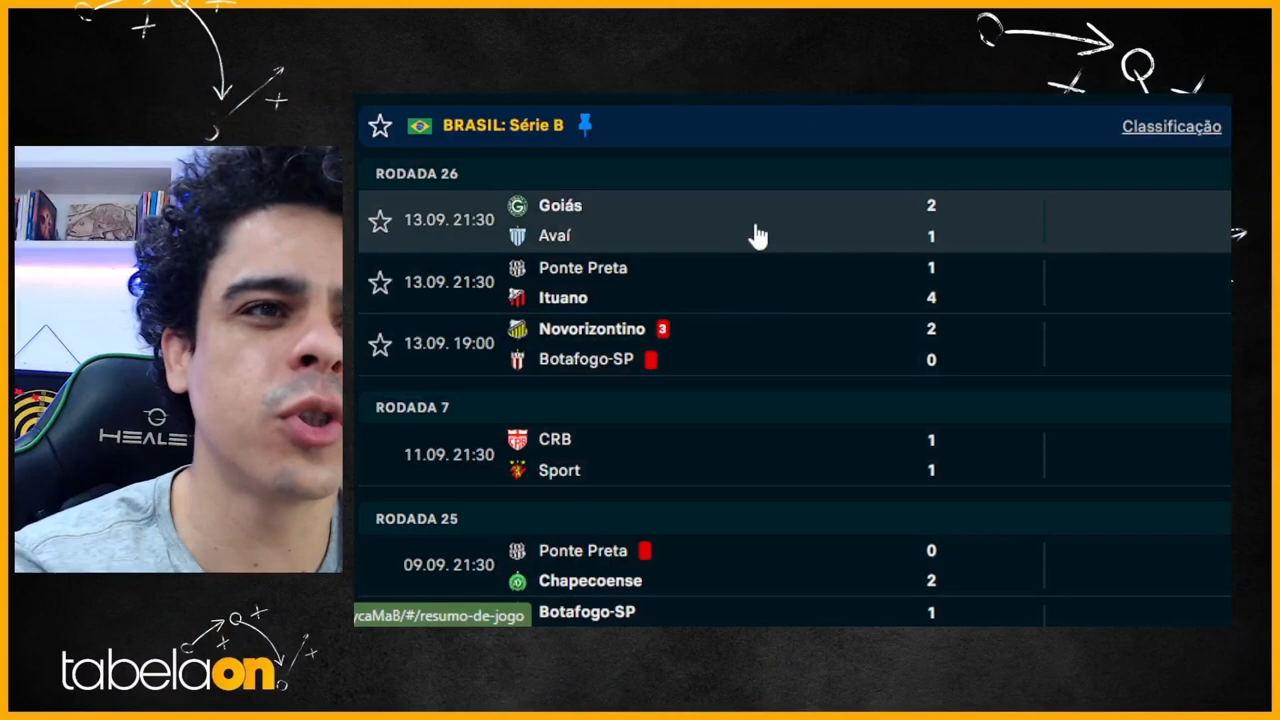 BRASIL: Série B
Classificação
RODADA 26
13.09. 21:30
Goiás 2
Avaí 1
13.09. 21:30
Ponte Preta 1
Ituano 4
13.09. 19:00
Novorizontino 3 2
Botafogo-SP 0
RODADA 7
11.09. 21:30
CRB 1
Sport 1
RODADA 25
09.09. 21:30
Ponte Preta 0
Chapecoense 2
Botafogo-SP 1
ycaMaB/#/resumo-de-jogo
HEALE
tabelaon